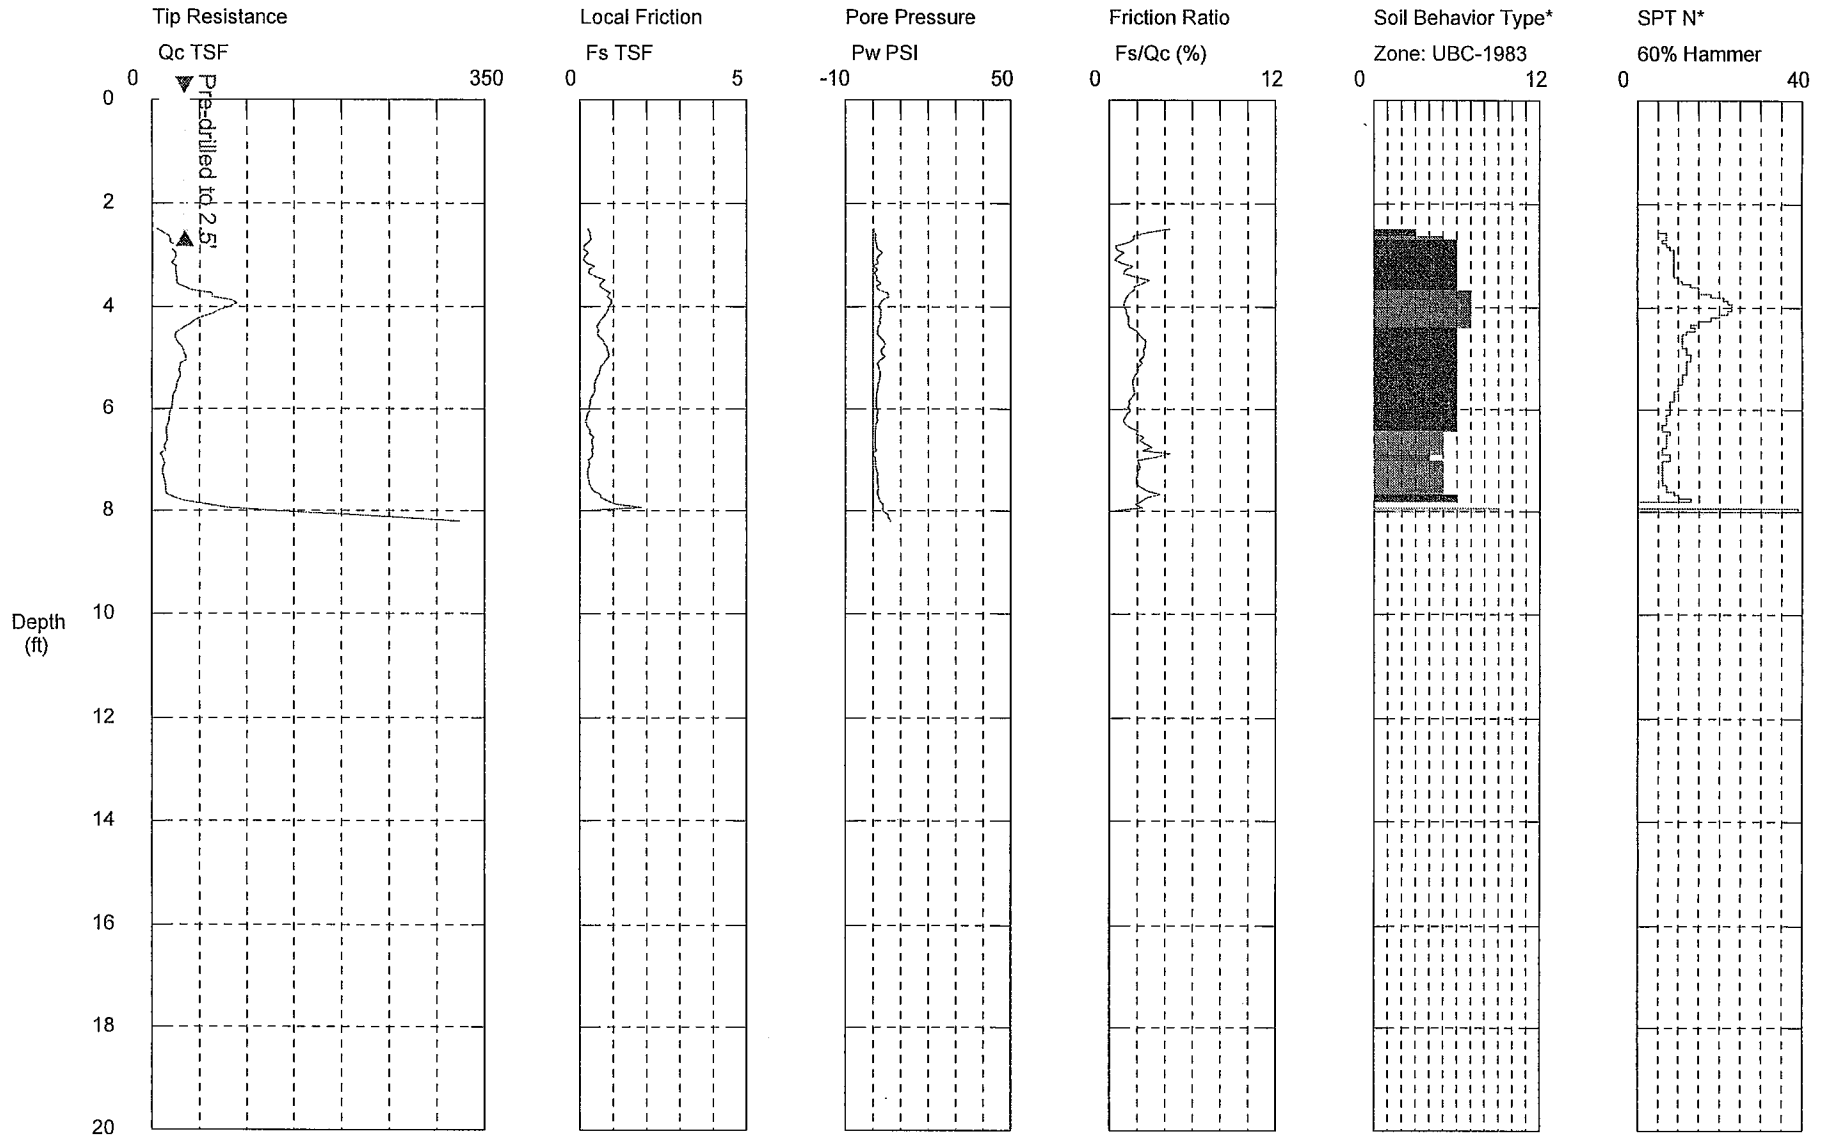 Tip Resistance
Local Friction
Pore Pressure
Friction Ratio
Soil Behavior Type*
SPT N*
Qc TSF
Fs TSF
Pw PSI
Fs/Qc (%)
Zone: UBC-1983
60% Hammer
0 350
0 5
-10 50
0 12
0 12
0 40
Pre-drilled to 2.5'
0
2
4
6
8
10
Depth
(ft)
12
14
16
18
20